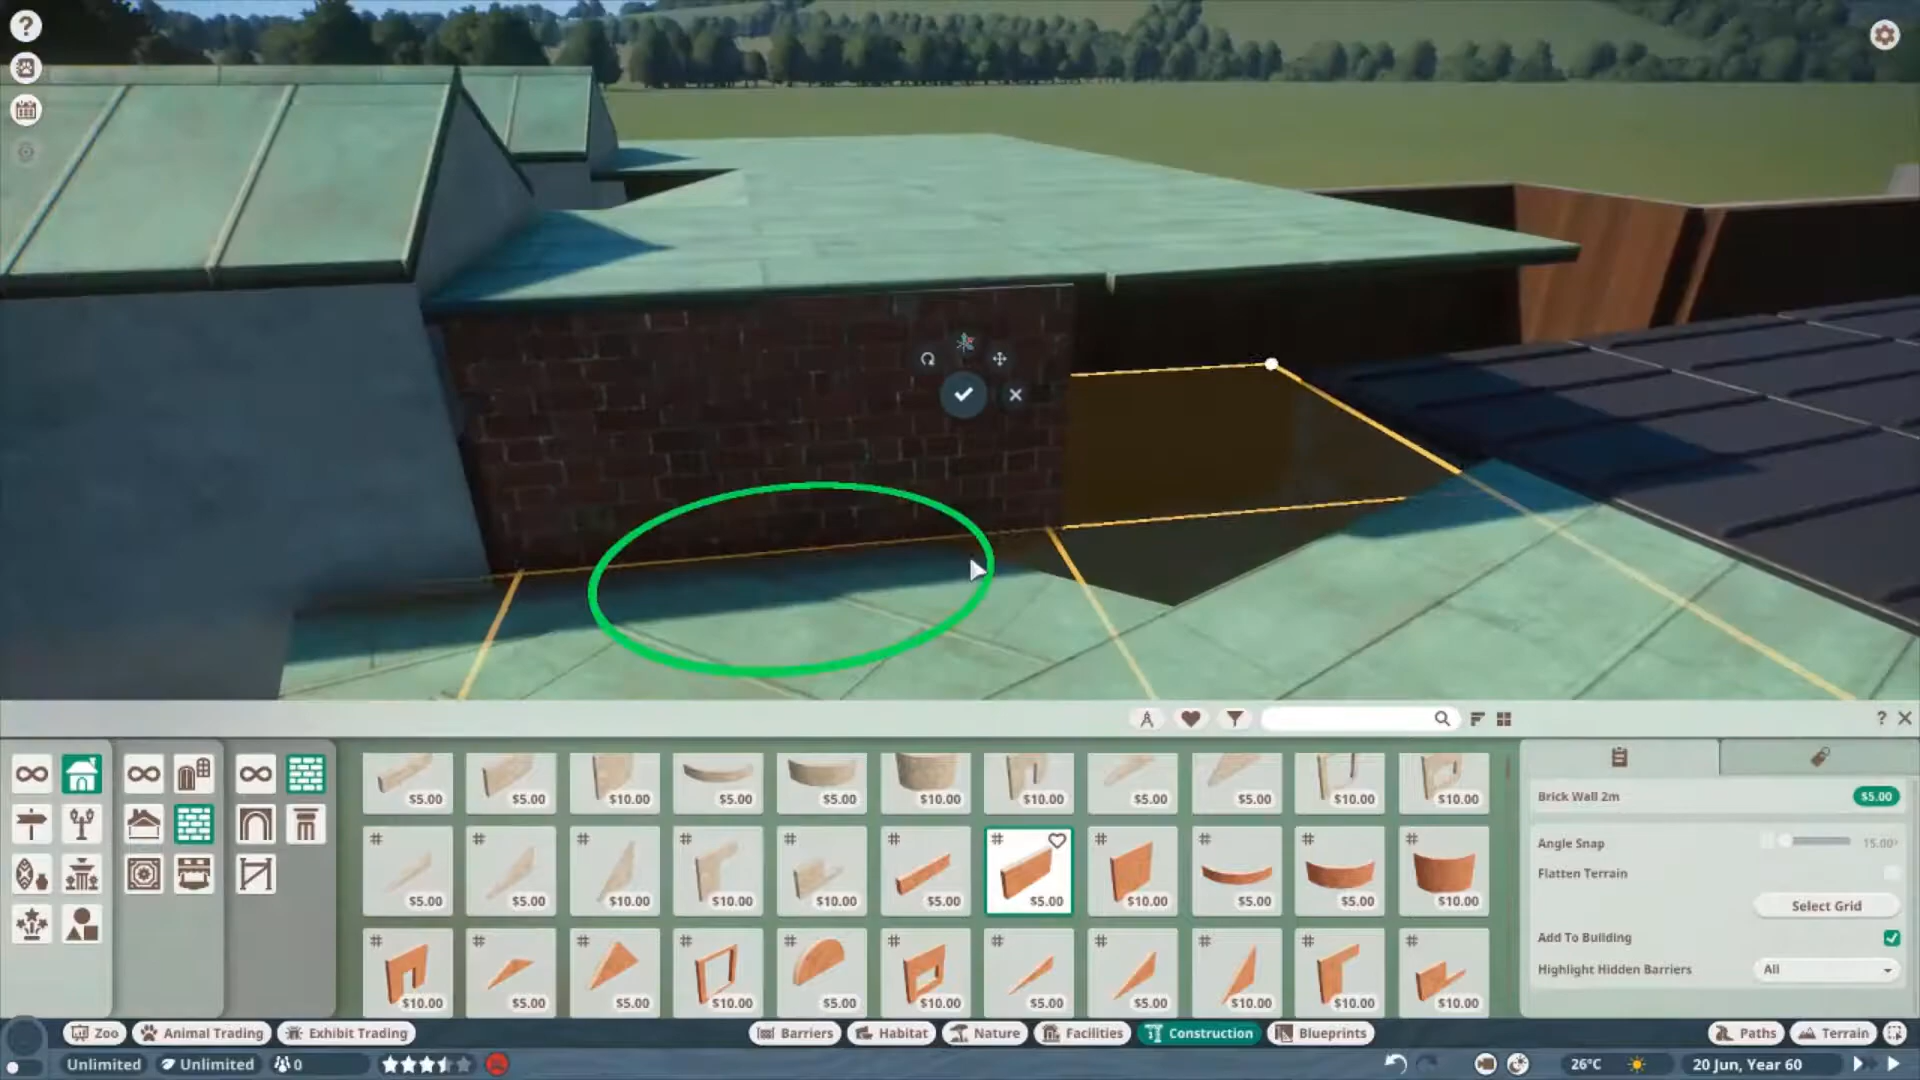 ?
? ×
$5.00 $5.00 $10.00 $5.00 $5.00 $10.00 $10.00 $5.00 $5.00 $10.00 $10.00
# # # # # # # # # # #
$5.00 $5.00 $10.00 $10.00 $10.00 $5.00 $5.00 $10.00 $5.00 $5.00 $10.00
# # # # # # # # # # #
$10.00 $5.00 $5.00 $10.00 $5.00 $10.00 $5.00 $5.00 $10.00 $10.00 $10.00
Brick Wall 2m $5.00
Angle Snap 15.00°
Flatten Terrain
Select Grid
Add To Building
Highlight Hidden Barriers All
Zoo Animal Trading Exhibit Trading Barriers Habitat Nature Facilities Construction Blueprints Paths Terrain
Unlimited Unlimited 0 26°C 20 Jun, Year 60